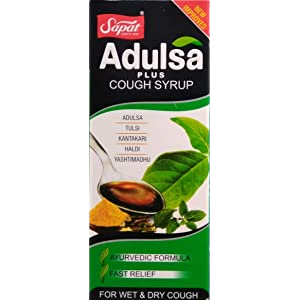 NEW
IMPROVED
Sapat
Adulsa
PLUS
COUGH SYRUP
ADULSA
TULSI
KANTAKARI
HALDI
YASHTIMADHU
AYURVEDIC FORMULA
FAST RELIEF
FOR WET & DRY COUGH